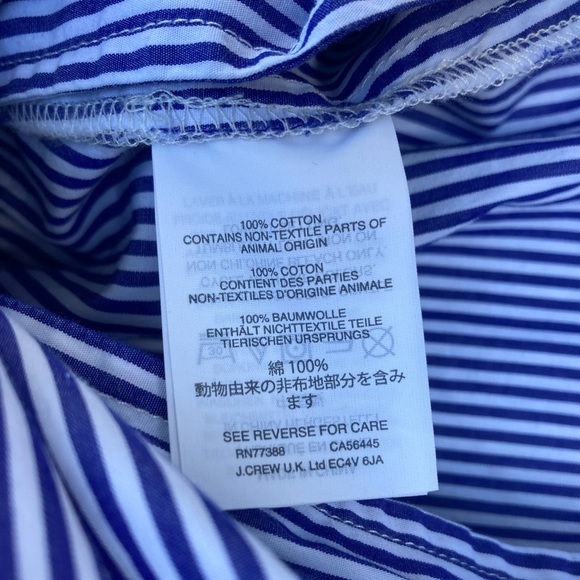 100% COTTON
CONTAINS NON-TEXTILE PARTS OF
ANIMAL ORIGIN
100% COTON
CONTIENT DES PARTIES
NON-TEXTILES D'ORIGINE ANIMALE
100% BAUMWOLLE
ENTHÄLT NICHTTEXTILE TEILE
TIERISCHEN URSPRUNGS
綿 100%
動物由来の非布地部分を含み
ます
SEE REVERSE FOR CARE
RN77388 CA56445
J.CREW U.K. Ltd EC4V 6JA